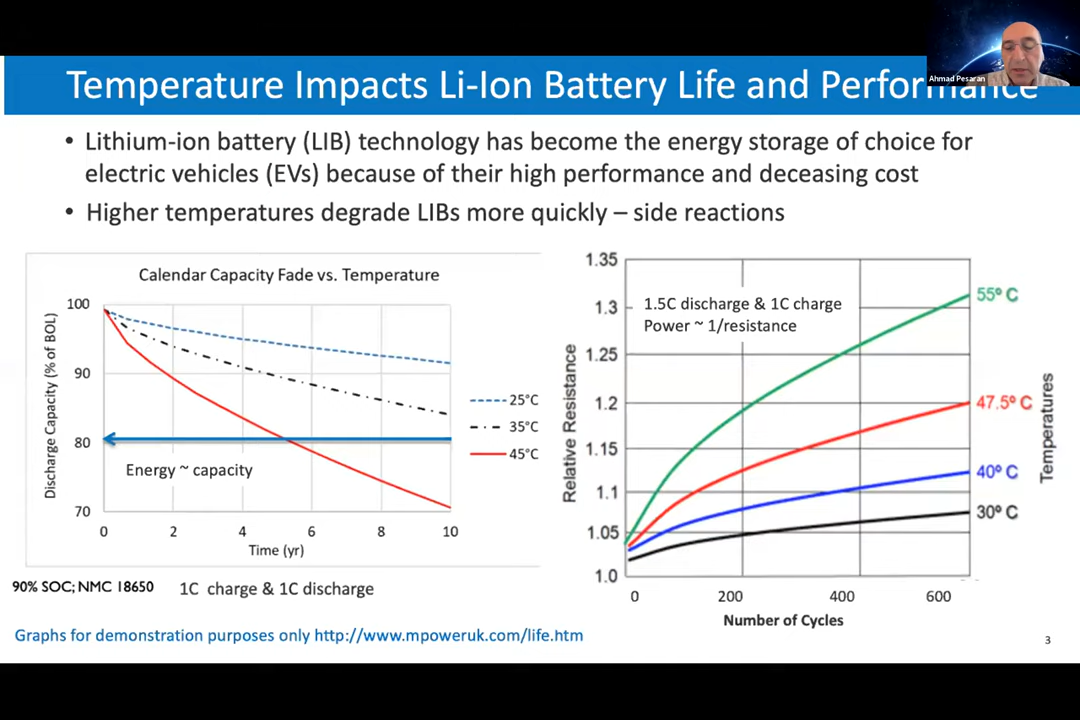 Ahmad Pesaran
Temperature Impacts Li-Ion Battery Life and Performance
• Lithium-ion battery (LIB) technology has become the energy storage of choice for
electric vehicles (EVs) because of their high performance and deceasing cost
• Higher temperatures degrade LIBs more quickly – side reactions
Calendar Capacity Fade vs. Temperature
Discharge Capacity (% of BOL)
100
90
80
70
Energy ~ capacity
0 2 4 6 8 10
Time (yr)
25°C
35°C
45°C
90% SOC; NMC 18650
1C charge & 1C discharge
1.5C discharge & 1C charge
Power ~ 1/resistance
Relative Resistance
1.35
1.3
1.25
1.2
1.15
1.1
1.05
1.0
55º C
47.5º C
40º C
30º C
Temperatures
0 200 400 600
Number of Cycles
Graphs for demonstration purposes only http://www.mpoweruk.com/life.htm
3